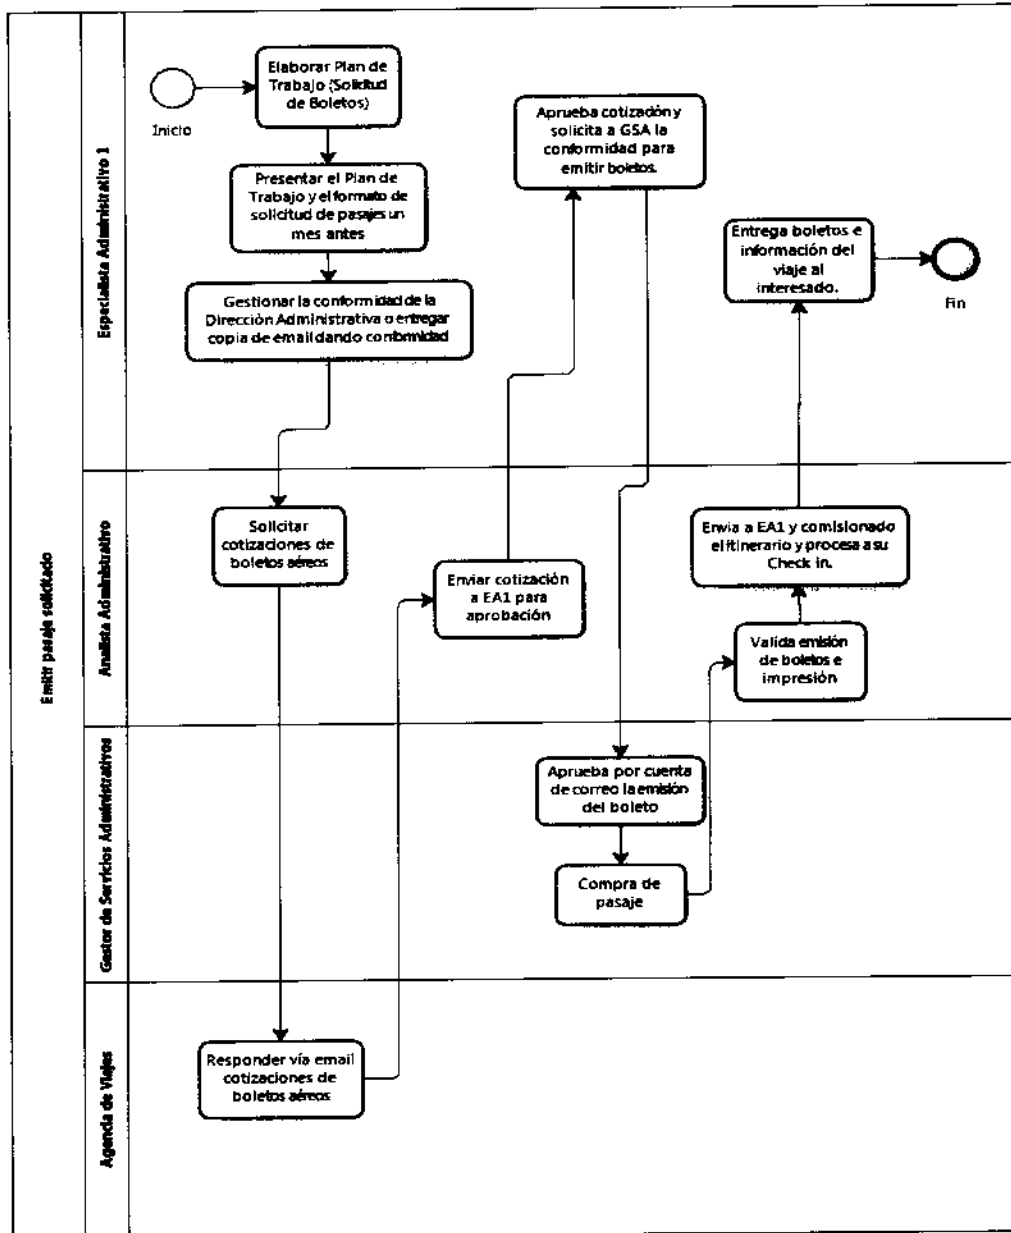 Emitir pasaje solicitado
Especialista Administrativo 1
Inicio
Elaborar Plan de
Trabajo (Solicitud
de Boletos)
Presentar el Plan de
Trabajo y el formato de
solicitud de pasajes un
mes antes
Gestionar la conformidad de la
Dirección Administrativa o entregar
copia de email dando conformidad
Aprueba cotización y
solicita a GSA la
conformidad para
emitir boletos.
Entrega boletos e
información del
viaje al
interesado.
Fin
Analista Administrativo
Solicitar
cotizaciones de
boletos aéreos
Enviar cotización
a EA1 para
aprobación
Envia a EA1 y comisionado
el itinerario y procesa a su
Check in.
Valida emisión
de boletos e
impresión
Gestor de Servicios Administrativos
Aprueba por cuenta
de correo la emisión
del boleto
Compra de
pasaje
Agencia de Viajes
Responder vía email
cotizaciones de
boletos aéreos